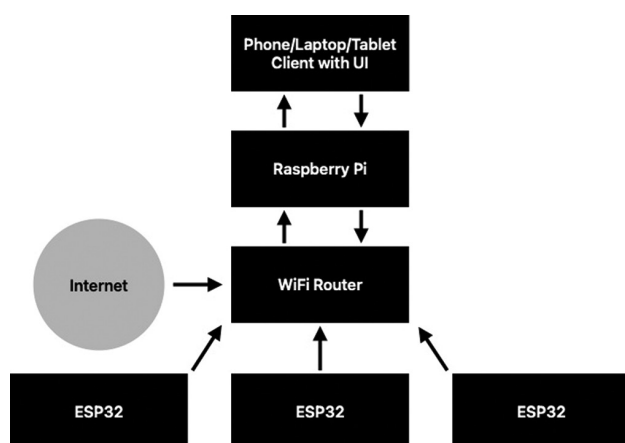 Phone/Laptop/Tablet
Client with UI
Raspberry Pi
Internet
WiFi Router
ESP32
ESP32
ESP32